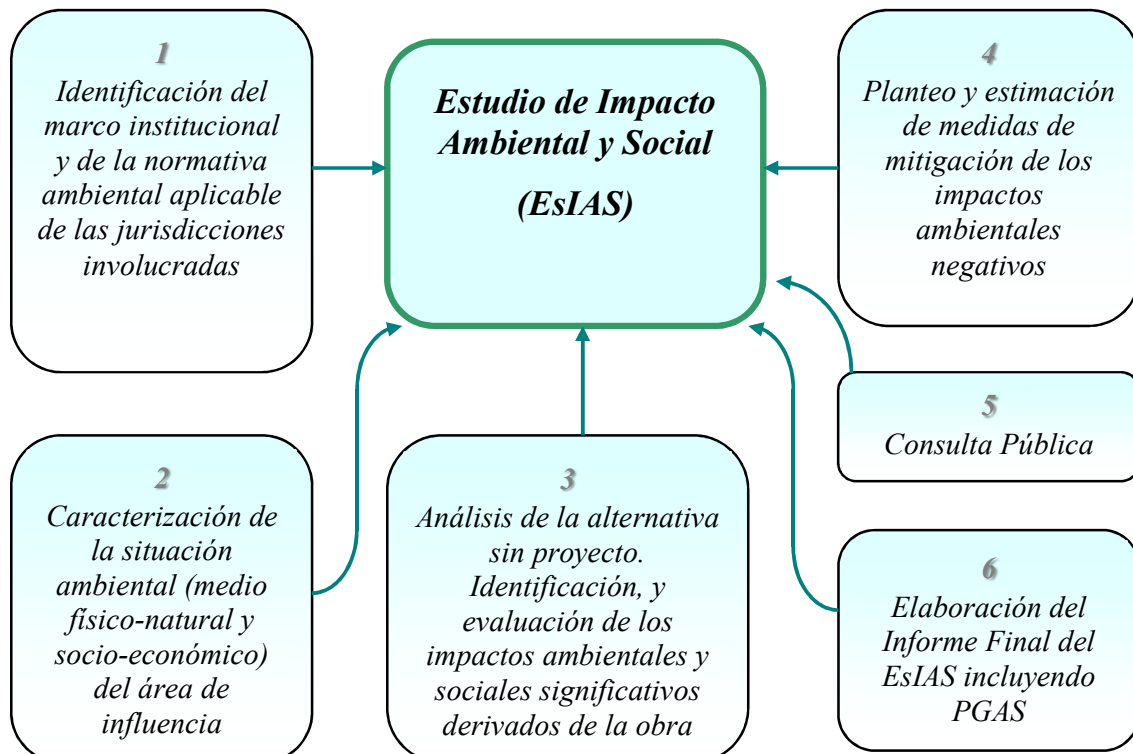 1
Identificación del
marco institucional
y de la normativa
ambiental aplicable
de las jurisdicciones
involucradas
Estudio de Impacto
Ambiental y Social
(EsIAS)
4
Planteo y estimación
de medidas de
mitigación de los
impactos
ambientales
negativos
2
Caracterización de
la situación
ambiental (medio
físico-natural y
socio-económico)
del área de
influencia
3
Análisis de la alternativa
sin proyecto.
Identificación, y
evaluación de los
impactos ambientales y
sociales significativos
derivados de la obra
5
Consulta Pública
6
Elaboración del
Informe Final del
EsIAS incluyendo
PGAS